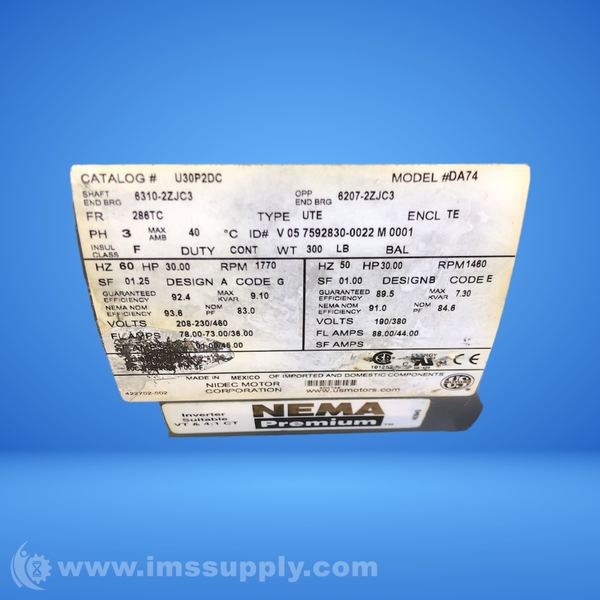 CATALOG # U30P2DC MODEL #DA74
SHAFT END BRG 6310-2ZJC3 OPP END BRG 6207-2ZJC3
FR 286TC TYPE UTE ENCL TE
PH 3 MAX AMB 40 °C ID# V 05 7592830-0022 M 0001
INSUL CLASS F DUTY CONT WT 300 LB BAL
HZ 60 HP 30.00 RPM 1770
SF 01.25 DESIGN A CODE G
GUARANTEED EFFICIENCY 92.4 MAX KVAR 9.10
NEMA NOM EFFICIENCY 93.6 NOM PF 83.0
VOLTS 208-230/460
FL AMPS 78.00-73.00/36.00
HZ 50 HP 30.00 RPM 1460
SF 01.00 DESIGN B CODE E
GUARANTEED EFFICIENCY 89.5 MAX KVAR 7.30
NEMA NOM EFFICIENCY 91.0 NOM PF 84.6
VOLTS 190/380
FL AMPS 88.00/44.00
SF AMPS
MADE IN MEXICO OF IMPORTED AND DOMESTIC COMPONENTS
NIDEC MOTOR CORPORATION www.usmotors.com
422702-002
Inverter Suitable VT & 4:1 CT
NEMA Premium TM
www.imssupply.com